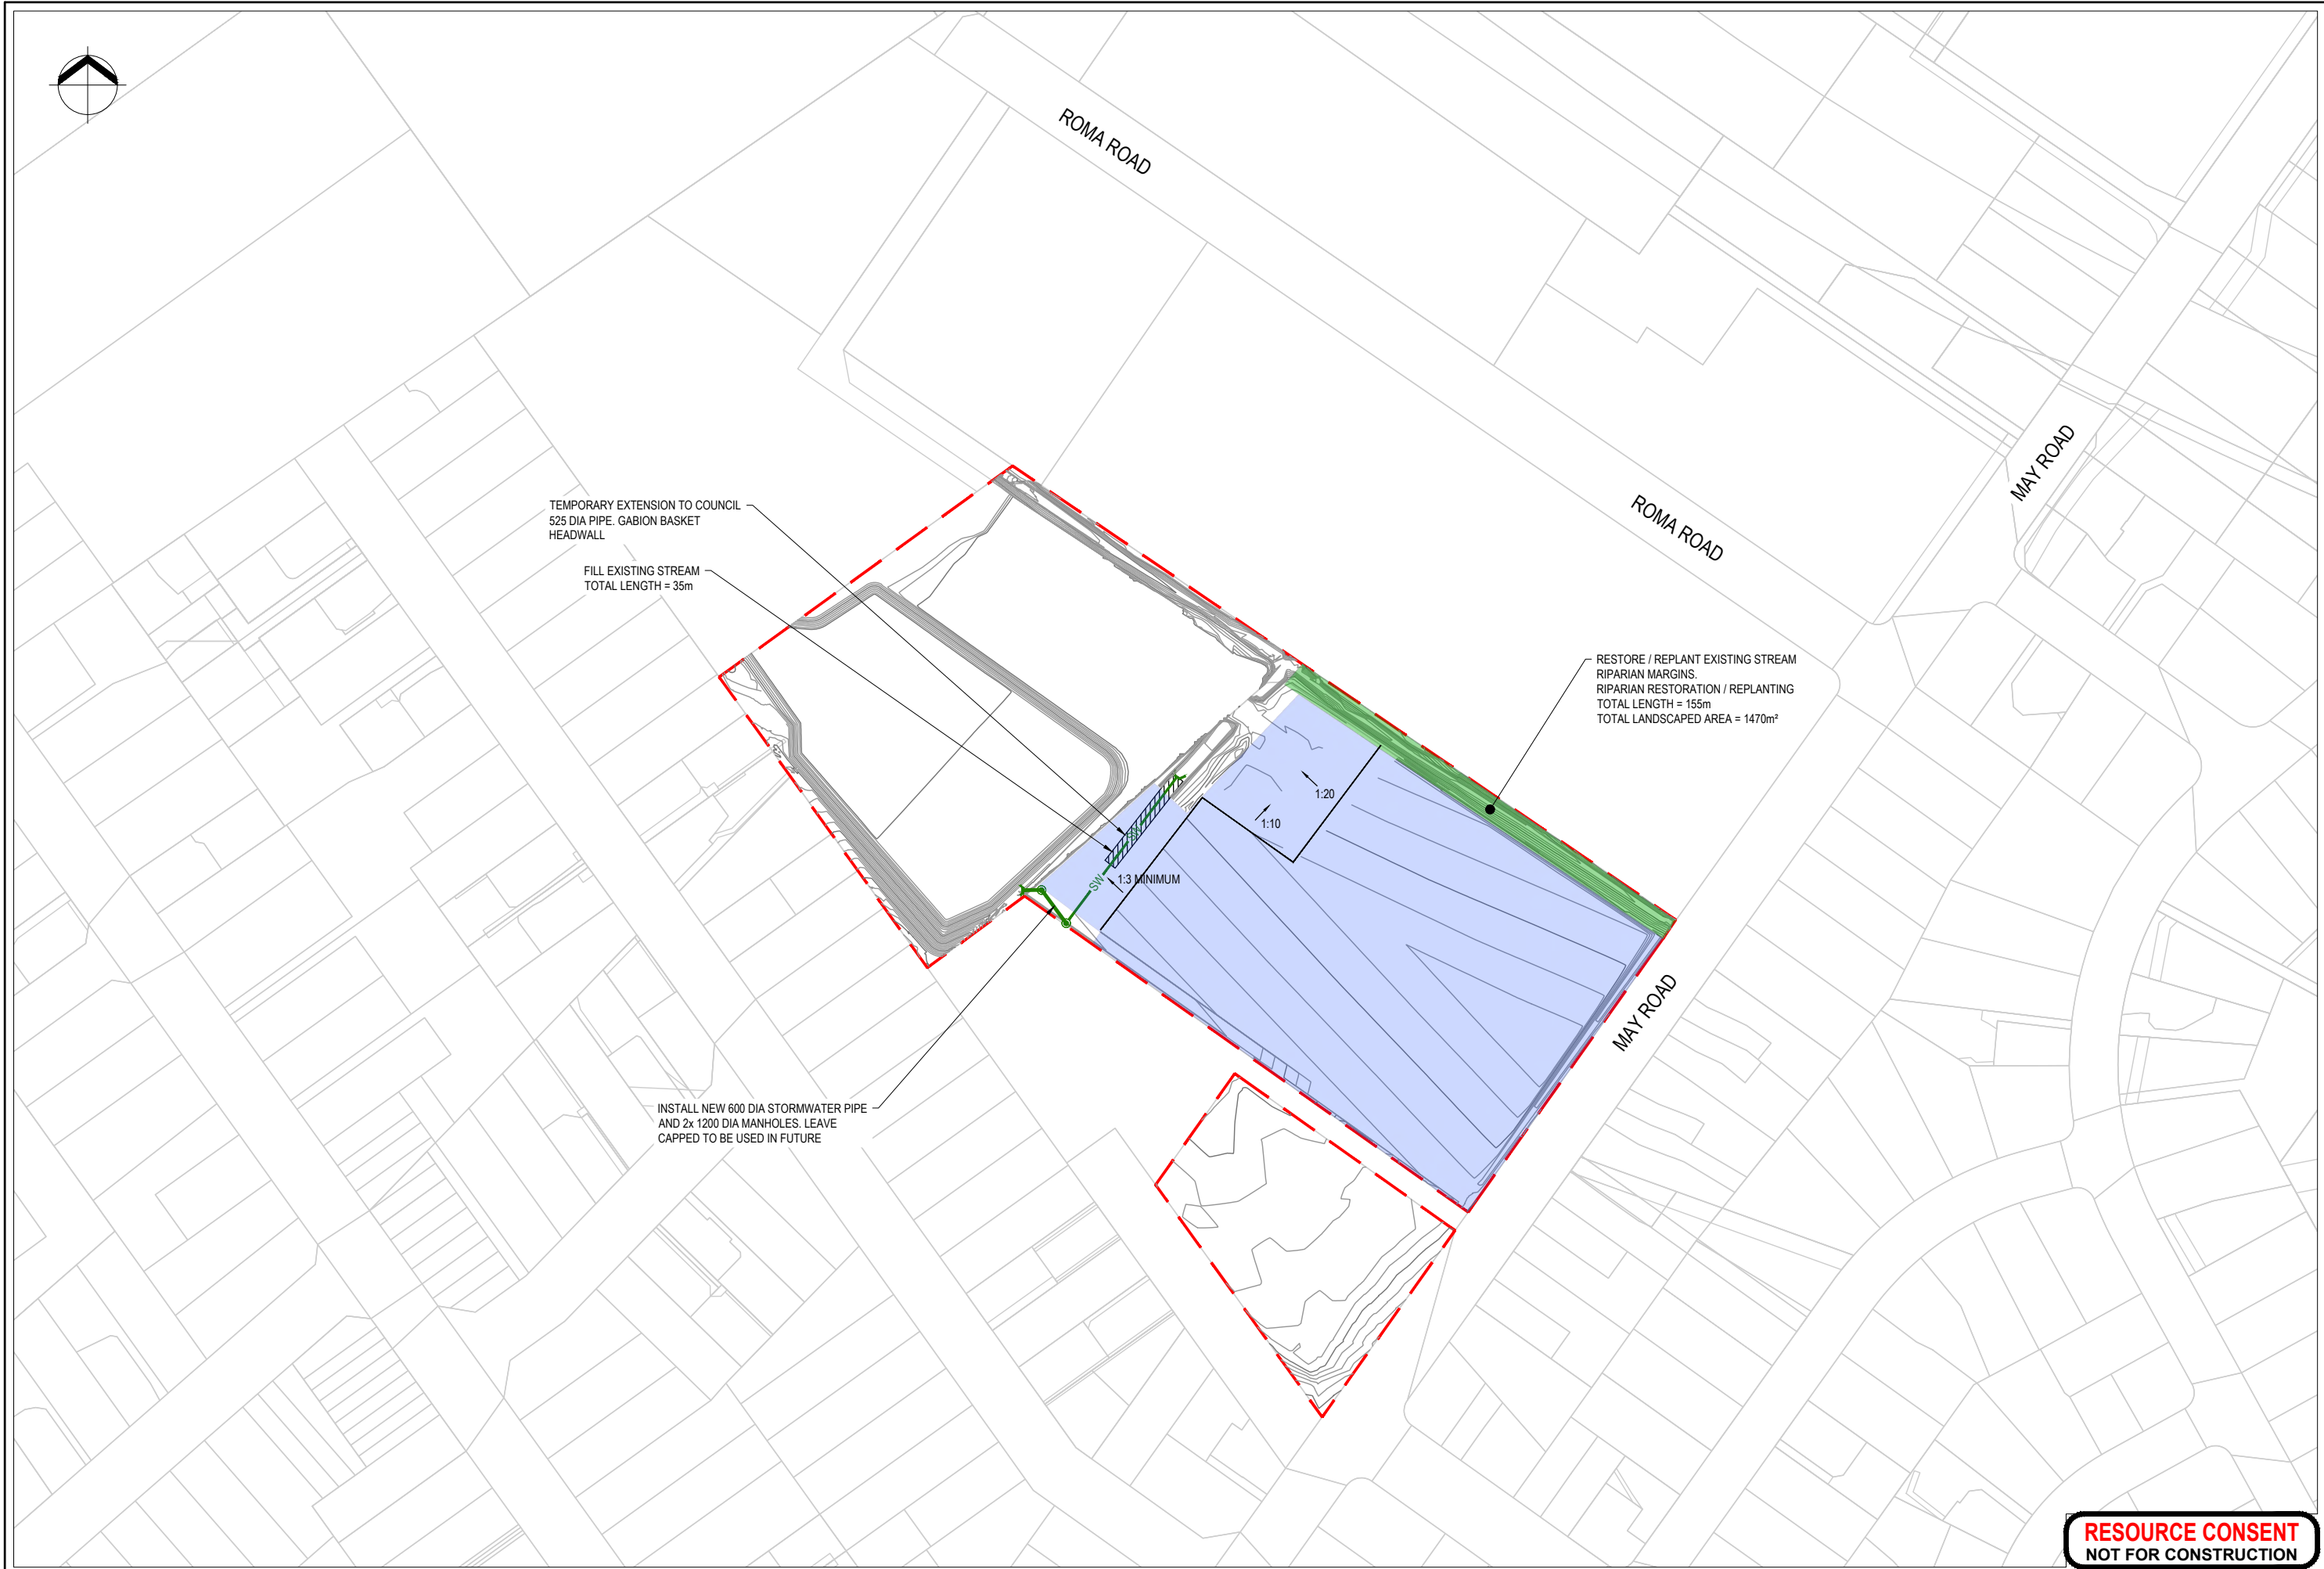 ROMA ROAD
MAY ROAD
TEMPORARY EXTENSION TO COUNCIL
525 DIA PIPE. GABION BASKET
HEADWALL
ROMA ROAD
FILL EXISTING STREAM
TOTAL LENGTH = 35m
RESTORE / REPLANT EXISTING STREAM
RIPARIAN MARGINS.
RIPARIAN RESTORATION / REPLANTING
TOTAL LENGTH = 155m
TOTAL LANDSCAPED AREA = 1470m²
1:20
1:10
SW
1:3 MINIMUM
MAY ROAD
INSTALL NEW 600 DIA STORMWATER PIPE
AND 2x 1200 DIA MANHOLES. LEAVE
CAPPED TO BE USED IN FUTURE
RESOURCE CONSENT
NOT FOR CONSTRUCTION